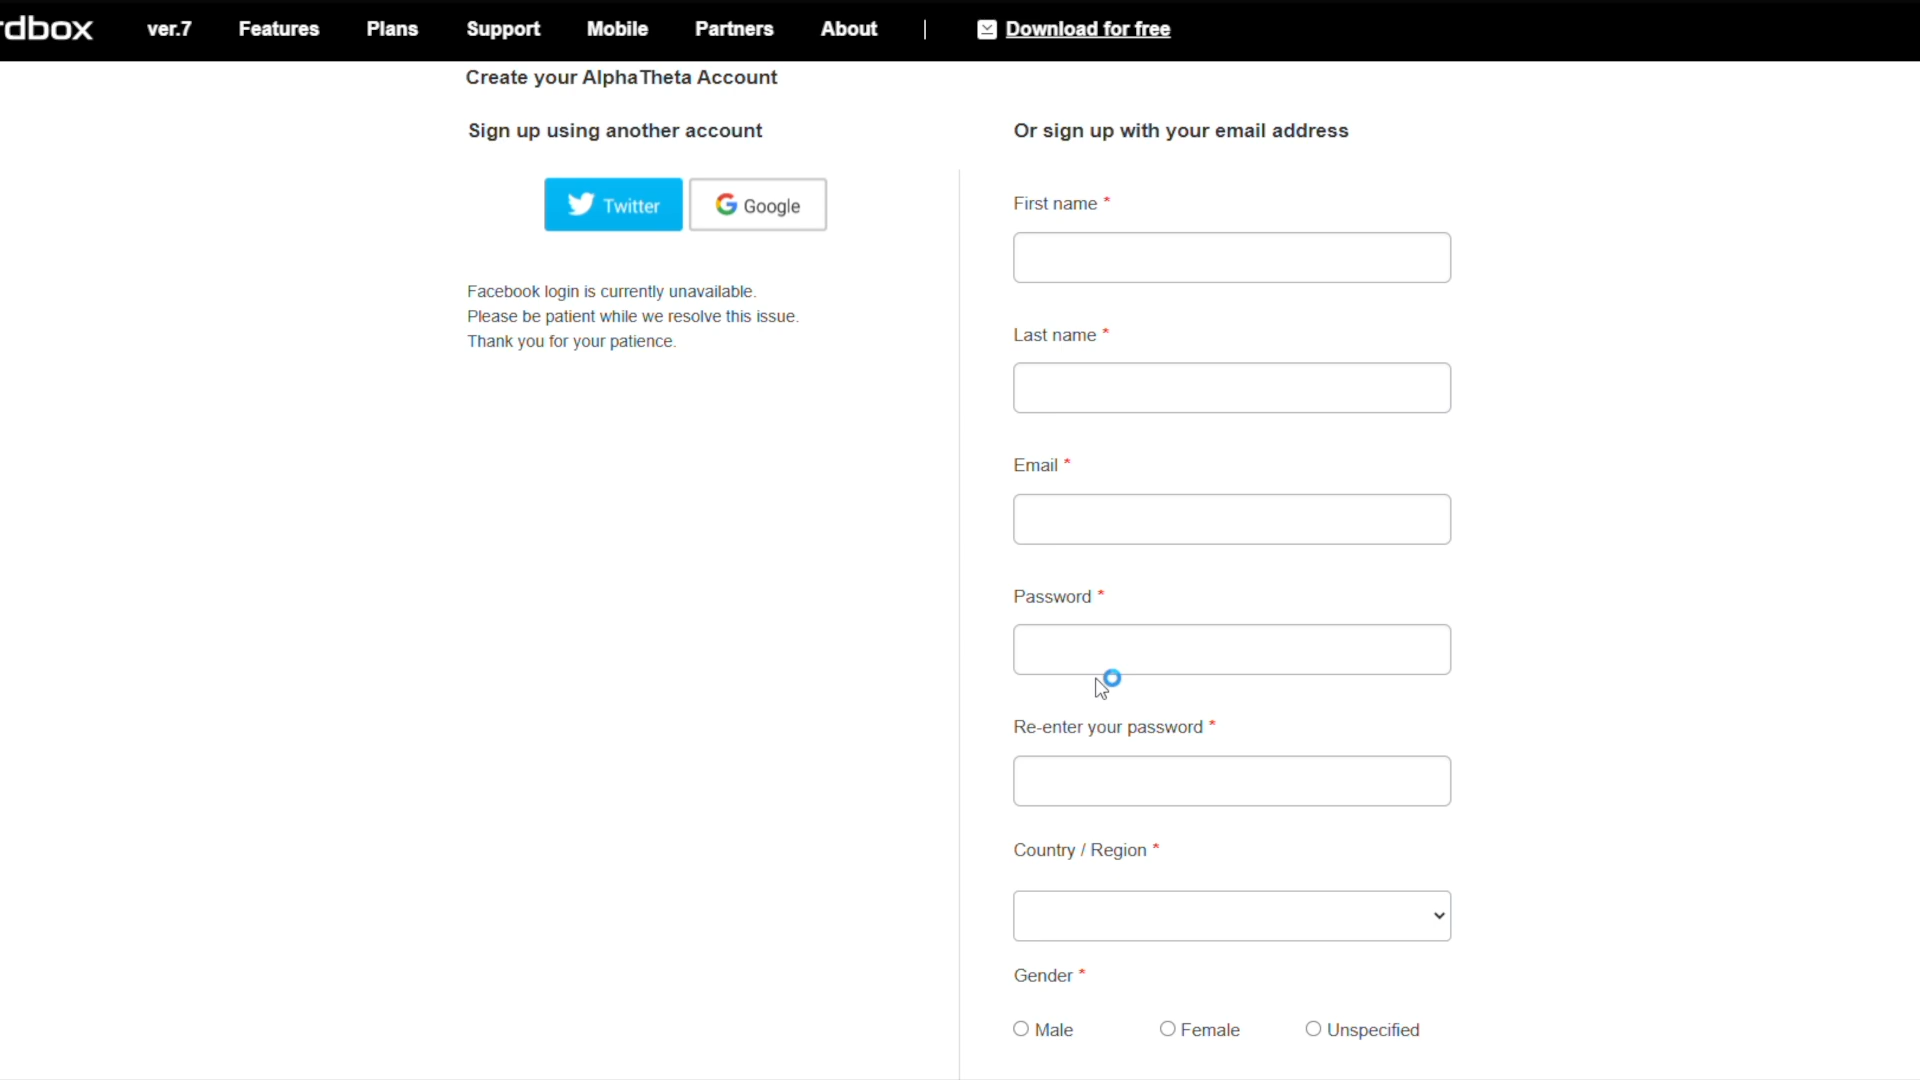 rdbox ver.7 Features Plans Support Mobile Partners About | Download for free
Create your AlphaTheta Account
Sign up using another account
Twitter Google
Facebook login is currently unavailable.
Please be patient while we resolve this issue.
Thank you for your patience.
Or sign up with your email address
First name *
Last name *
Email *
Password *
Re-enter your password *
Country / Region *
Gender *
Male Female Unspecified